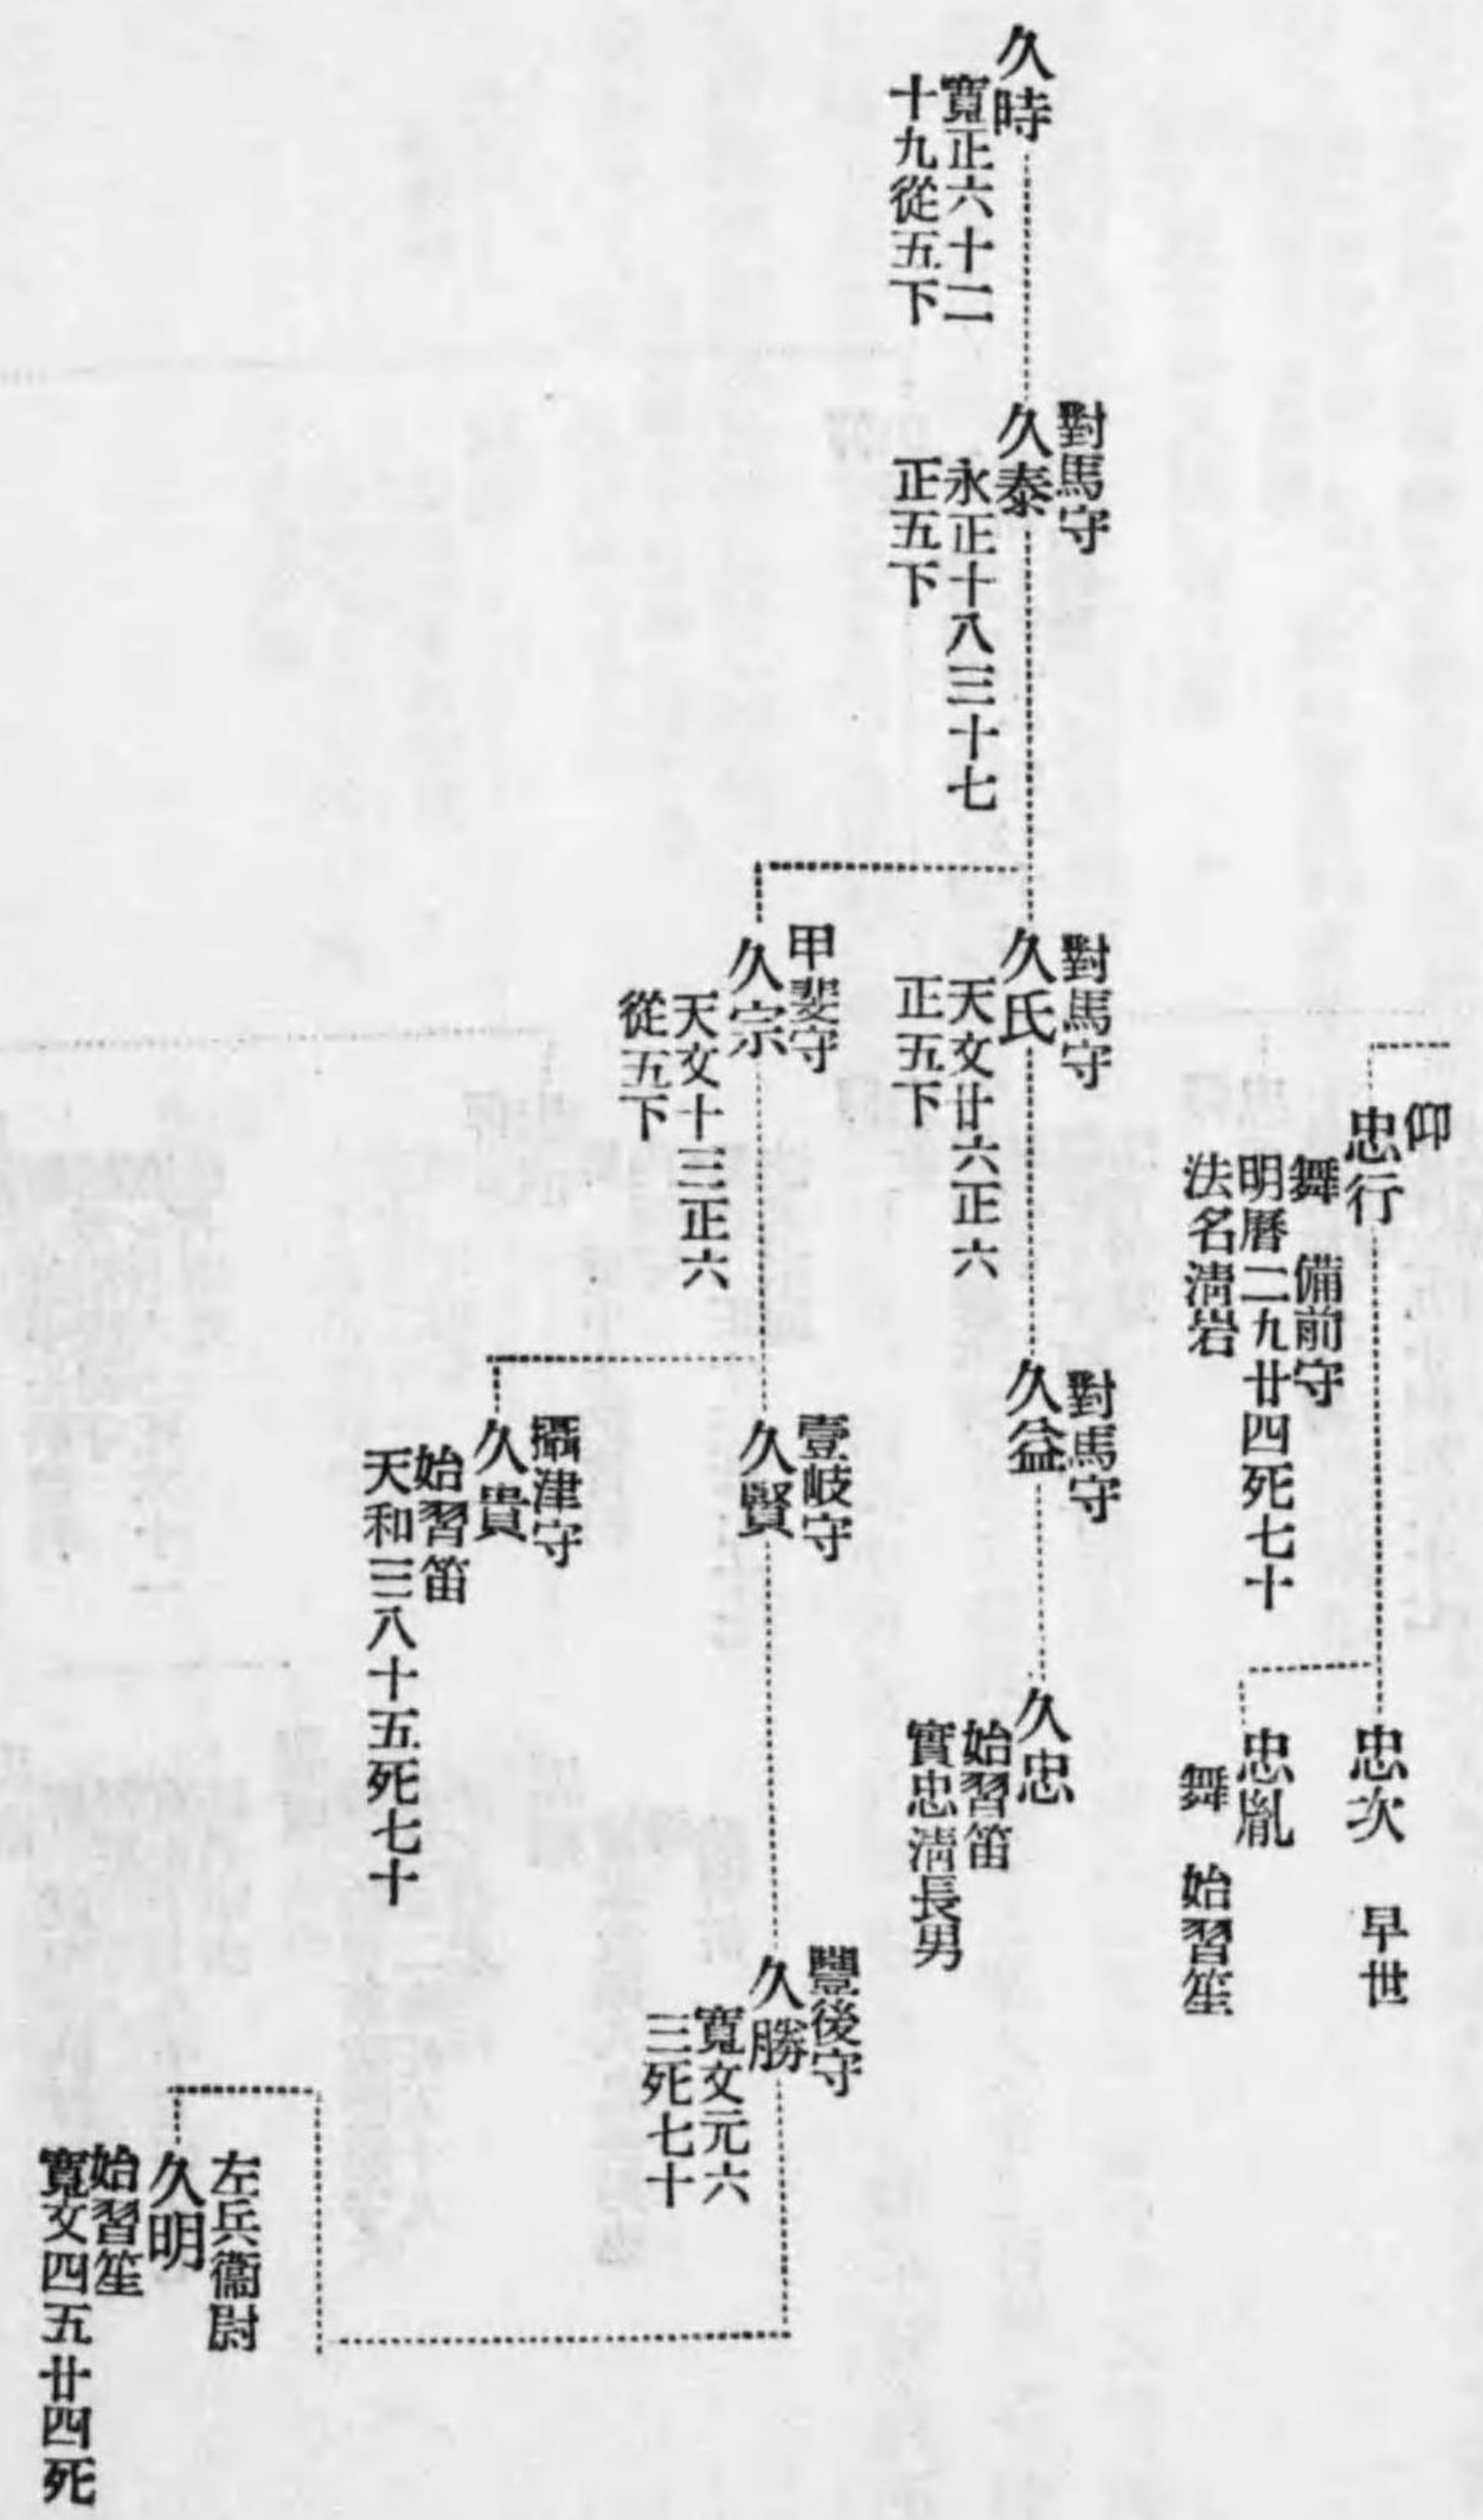 仰
忠行
舞　備前守
明曆二九廿四死七十
法名淸岩
忠次　早世
忠胤
舞　始習笙
久時
寬正六十二
十九從五下
對馬守
久泰
永正十八三十七
正五下
對馬守
久氏
天文廿六正六
正五下
對馬守
久益
久忠
始習笛
實忠淸長男
甲斐守
久宗
天文十三正六
從五下
壹岐守
久賢
攝津守
久貴
始習笛
天和三八十五死七十
豐後守
久勝
寬文元六
三死七十
左兵衞尉
久明
始習笙
寬文四五廿四死